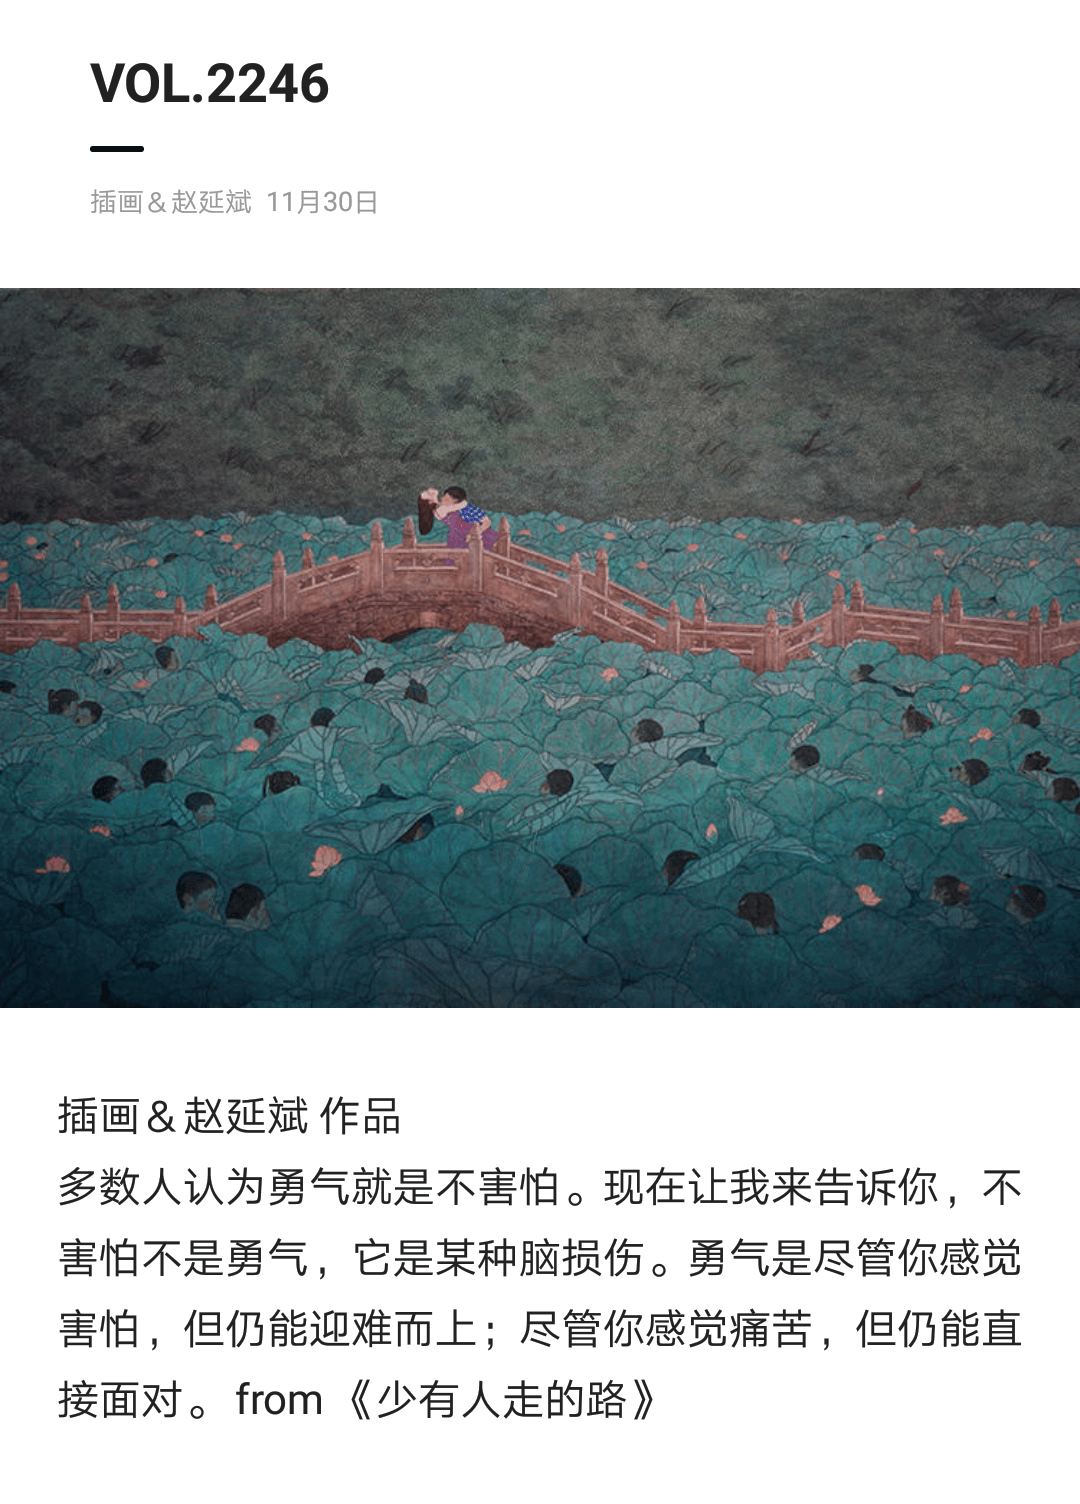 VOL.2246
插画＆赵延斌 11月30日
插画＆赵延斌 作品
多数人认为勇气就是不害怕。现在让我来告诉你，不
害怕不是勇气，它是某种脑损伤。勇气是尽管你感觉
害怕，但仍能迎难而上；尽管你感觉痛苦，但仍能直
接面对。from《少有人走的路》